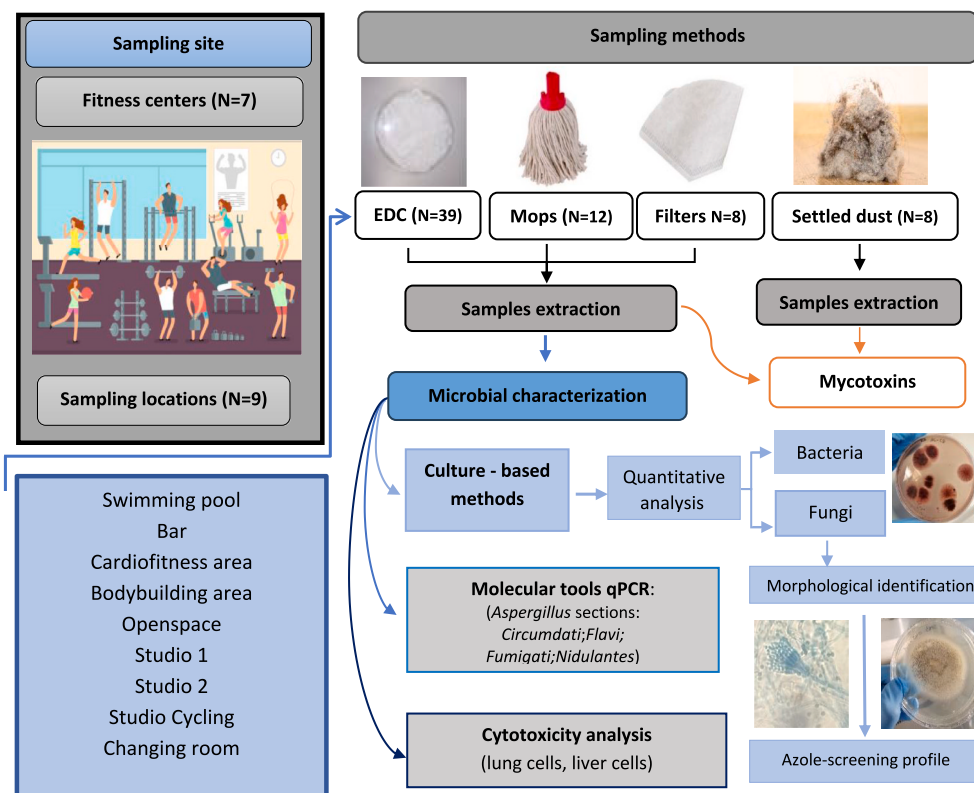 Sampling site
Fitness centers (N=7)
Sampling locations (N=9)
Swimming pool
Bar
Cardiofitness area
Bodybuilding area
Openspace
Studio 1
Studio 2
Studio Cycling
Changing room
Sampling methods
EDC (N=39)
Mops (N=12)
Filters N=8)
Settled dust (N=8)
Samples extraction
Samples extraction
Mycotoxins
Microbial characterization
Culture - based
methods
Quantitative
analysis
Bacteria
Fungi
Morphological identification
Molecular tools qPCR:
(Aspergillus sections:
Circumdati;Flavi;
Fumigati;Nidulantes)
Cytotoxicity analysis
(lung cells, liver cells)
Azole-screening profile